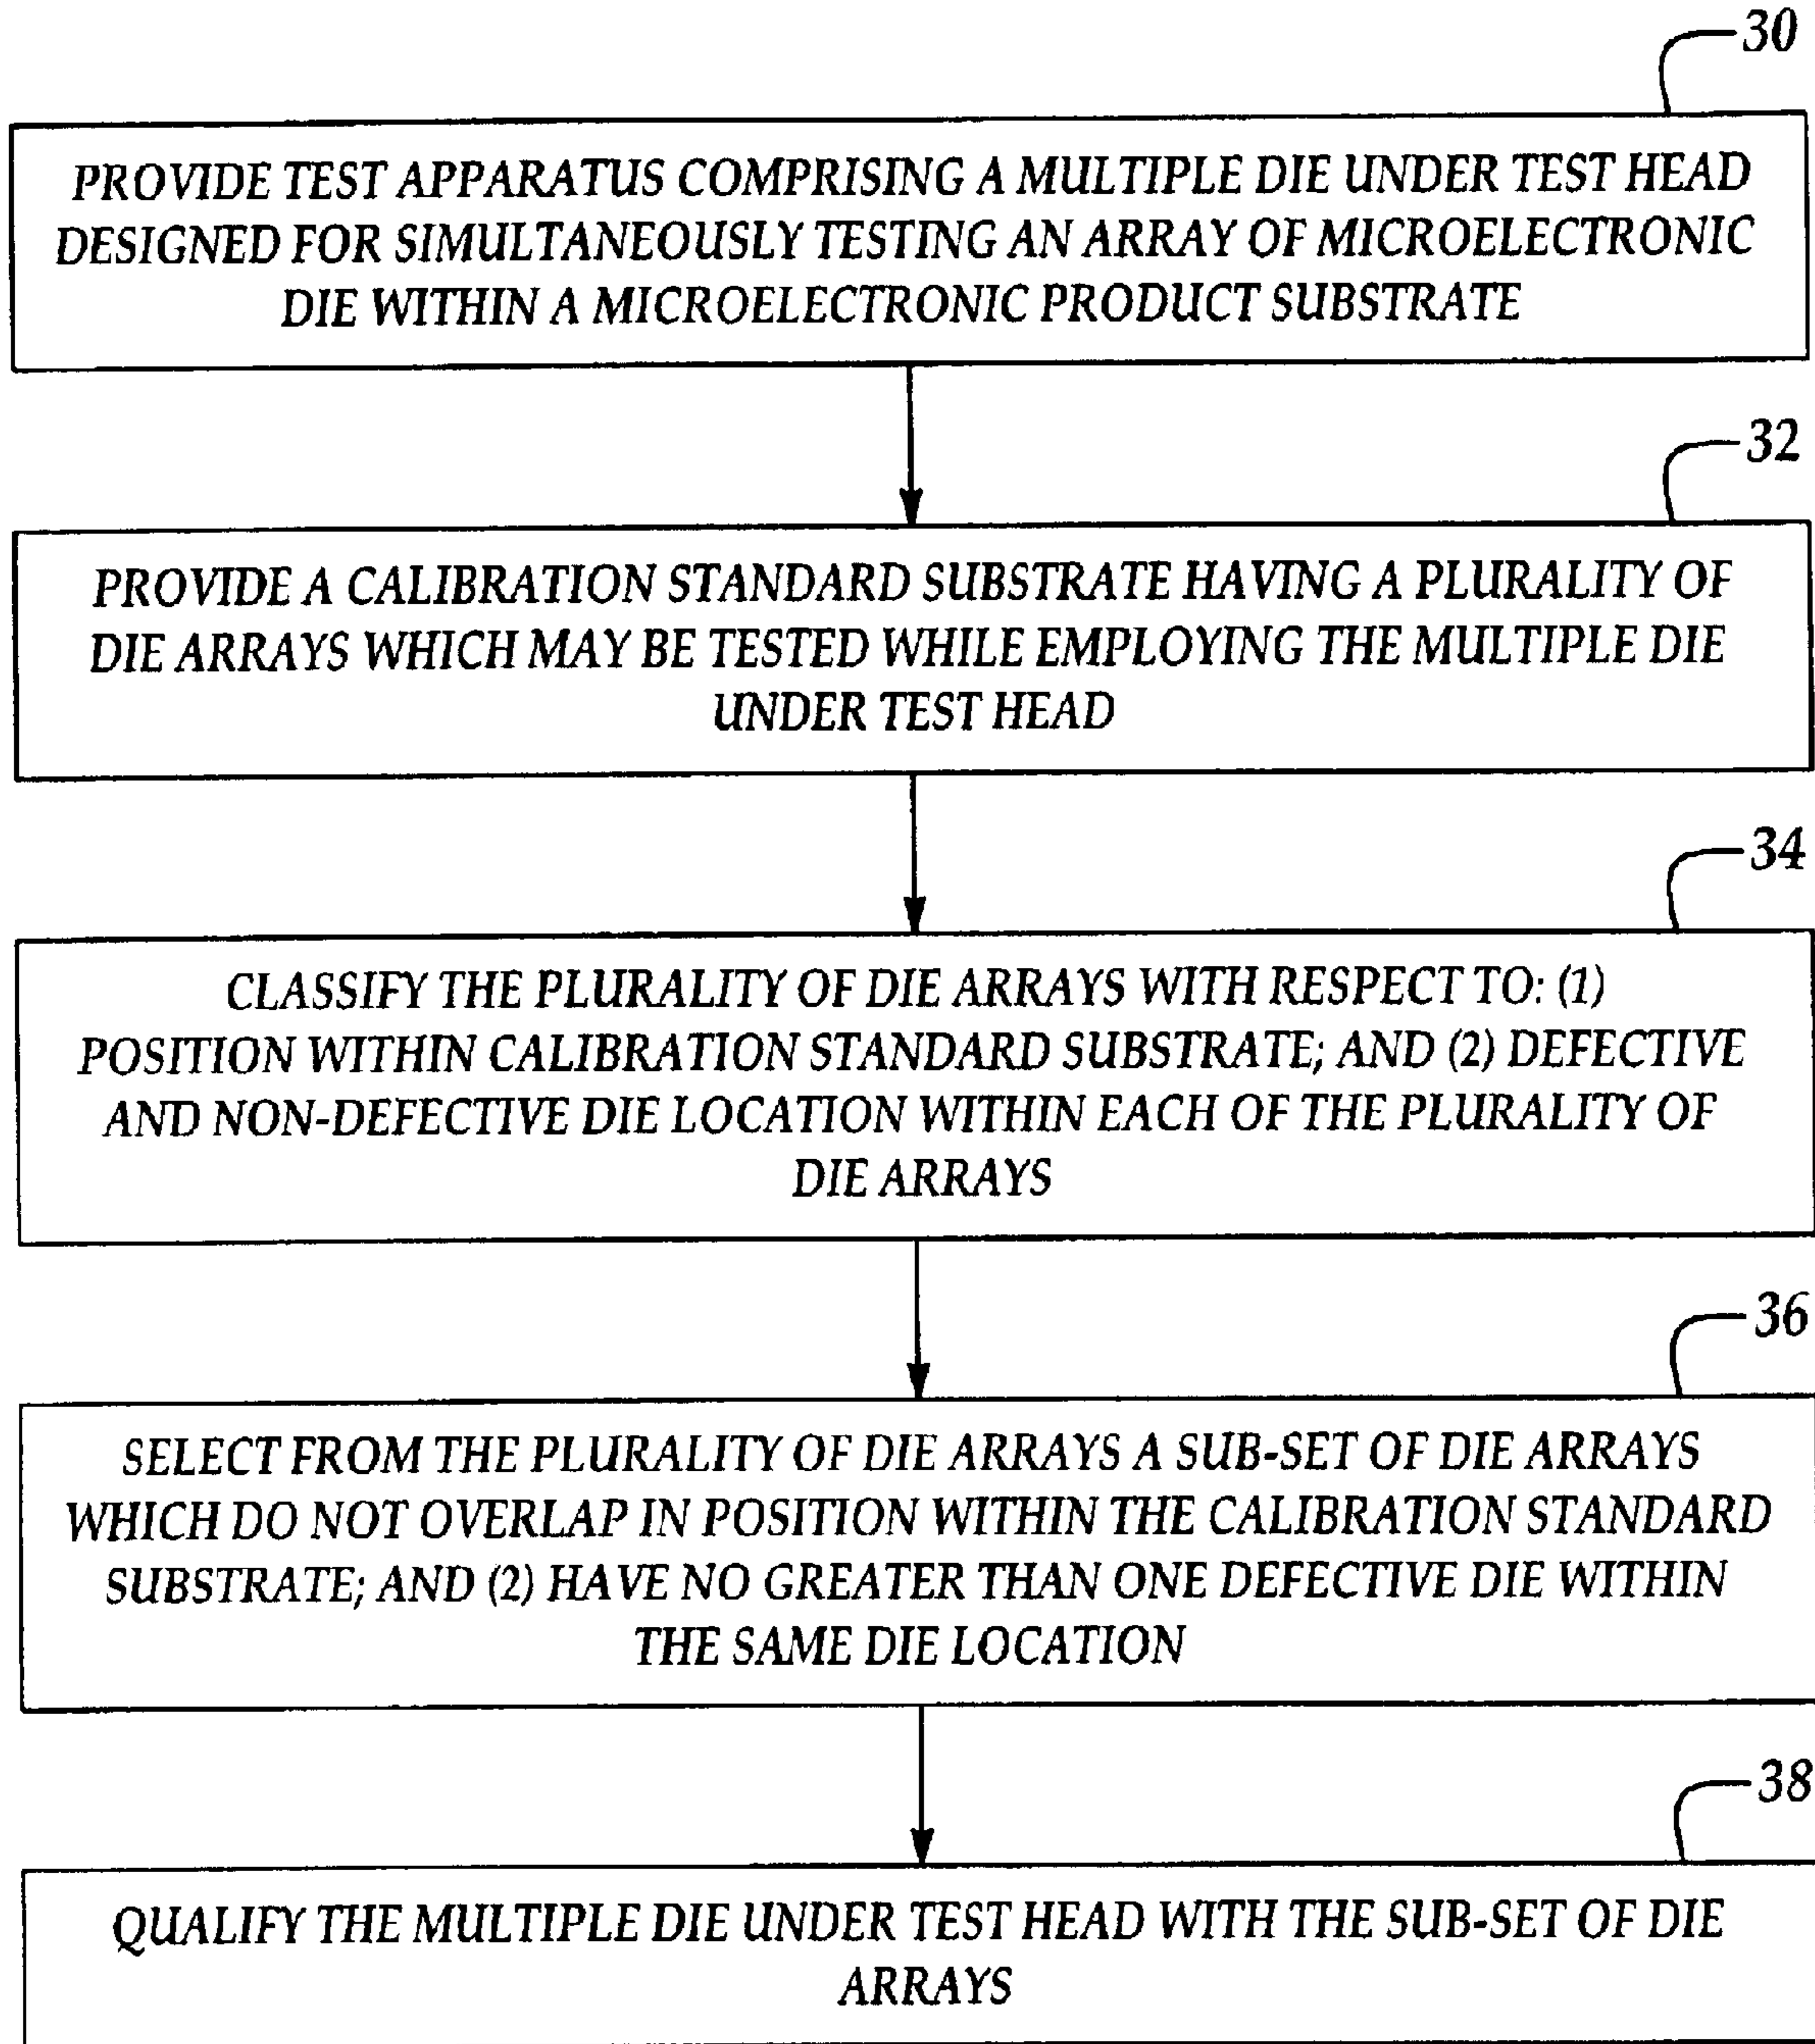 30
PROVIDE TEST APPARATUS COMPRISING A MULTIPLE DIE UNDER TEST HEAD
DESIGNED FOR SIMULTANEOUSLY TESTING AN ARRAY OF MICROELECTRONIC
DIE WITHIN A MICROELECTRONIC PRODUCT SUBSTRATE
32
PROVIDE A CALIBRATION STANDARD SUBSTRATE HAVING A PLURALITY OF
DIE ARRAYS WHICH MAY BE TESTED WHILE EMPLOYING THE MULTIPLE DIE
UNDER TEST HEAD
34
CLASSIFY THE PLURALITY OF DIE ARRAYS WITH RESPECT TO: (1)
POSITION WITHIN CALIBRATION STANDARD SUBSTRATE; AND (2) DEFECTIVE
AND NON-DEFECTIVE DIE LOCATION WITHIN EACH OF THE PLURALITY OF
DIE ARRAYS
36
SELECT FROM THE PLURALITY OF DIE ARRAYS A SUB-SET OF DIE ARRAYS
WHICH DO NOT OVERLAP IN POSITION WITHIN THE CALIBRATION STANDARD
SUBSTRATE; AND (2) HAVE NO GREATER THAN ONE DEFECTIVE DIE WITHIN
THE SAME DIE LOCATION
38
QUALIFY THE MULTIPLE DIE UNDER TEST HEAD WITH THE SUB-SET OF DIE
ARRAYS